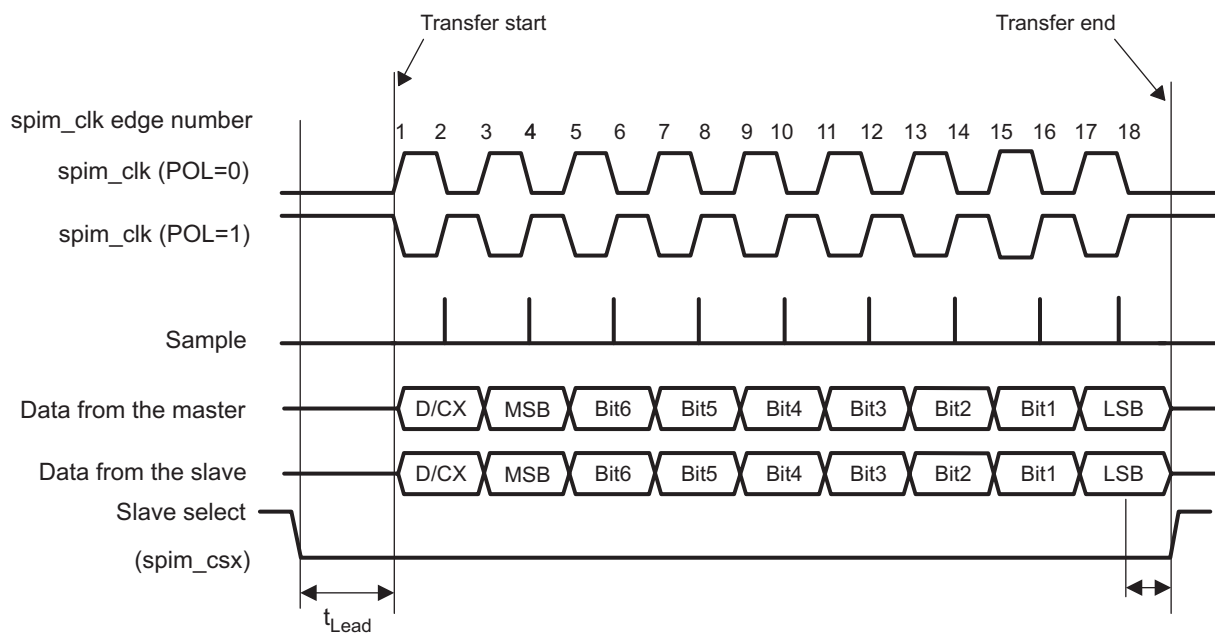 Transfer start
Transfer end
spim_clk edge number
1 2 3 4 5 6 7 8 9 10 11 12 13 14 15 16 17 18
spim_clk (POL=0)
spim_clk (POL=1)
Sample
Data from the master
D/CX MSB Bit6 Bit5 Bit4 Bit3 Bit2 Bit1 LSB
Data from the slave
D/CX MSB Bit6 Bit5 Bit4 Bit3 Bit2 Bit1 LSB
Slave select
(spim_csx)
tLead